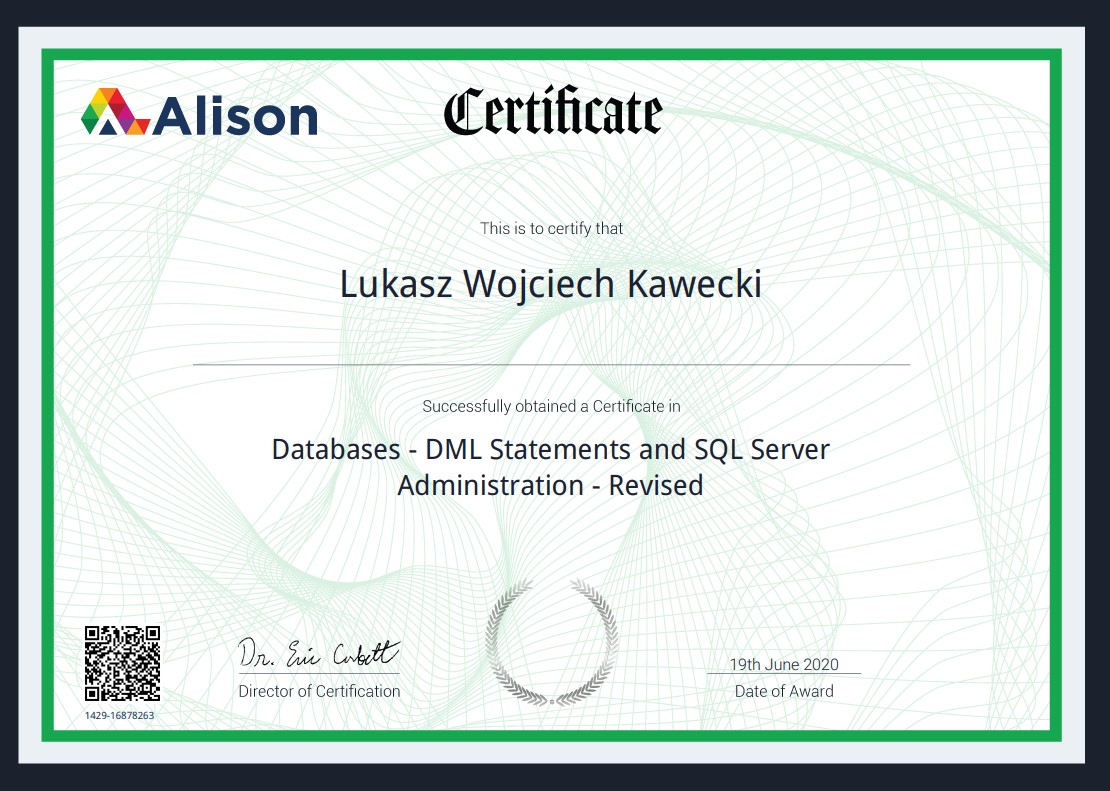 Alison
Certificate
This is to certify that
Lukasz Wojciech Kawecki
Successfully obtained a Certificate in
Databases - DML Statements and SQL Server
Administration - Revised
Dr. Eric Corbett
19th June 2020
Director of Certification
Date of Award
1429-16878263